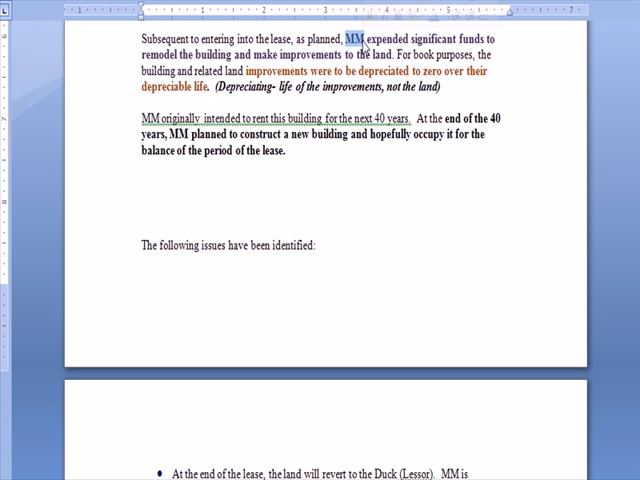 Subsequent to entering into the lease, as planned, MM expended significant funds to
remodel the building and make improvements to the land. For book purposes, the
building and related land improvements were to be depreciated to zero over their
depreciable life. (Depreciating- life of the improvements, not the land)
MM originally intended to rent this building for the next 40 years. At the end of the 40
years, MM planned to construct a new building and hopefully occupy it for the
balance of the period of the lease.
The following issues have been identified:
• At the end of the lease, the land will revert to the Duck (Lessor). MM is